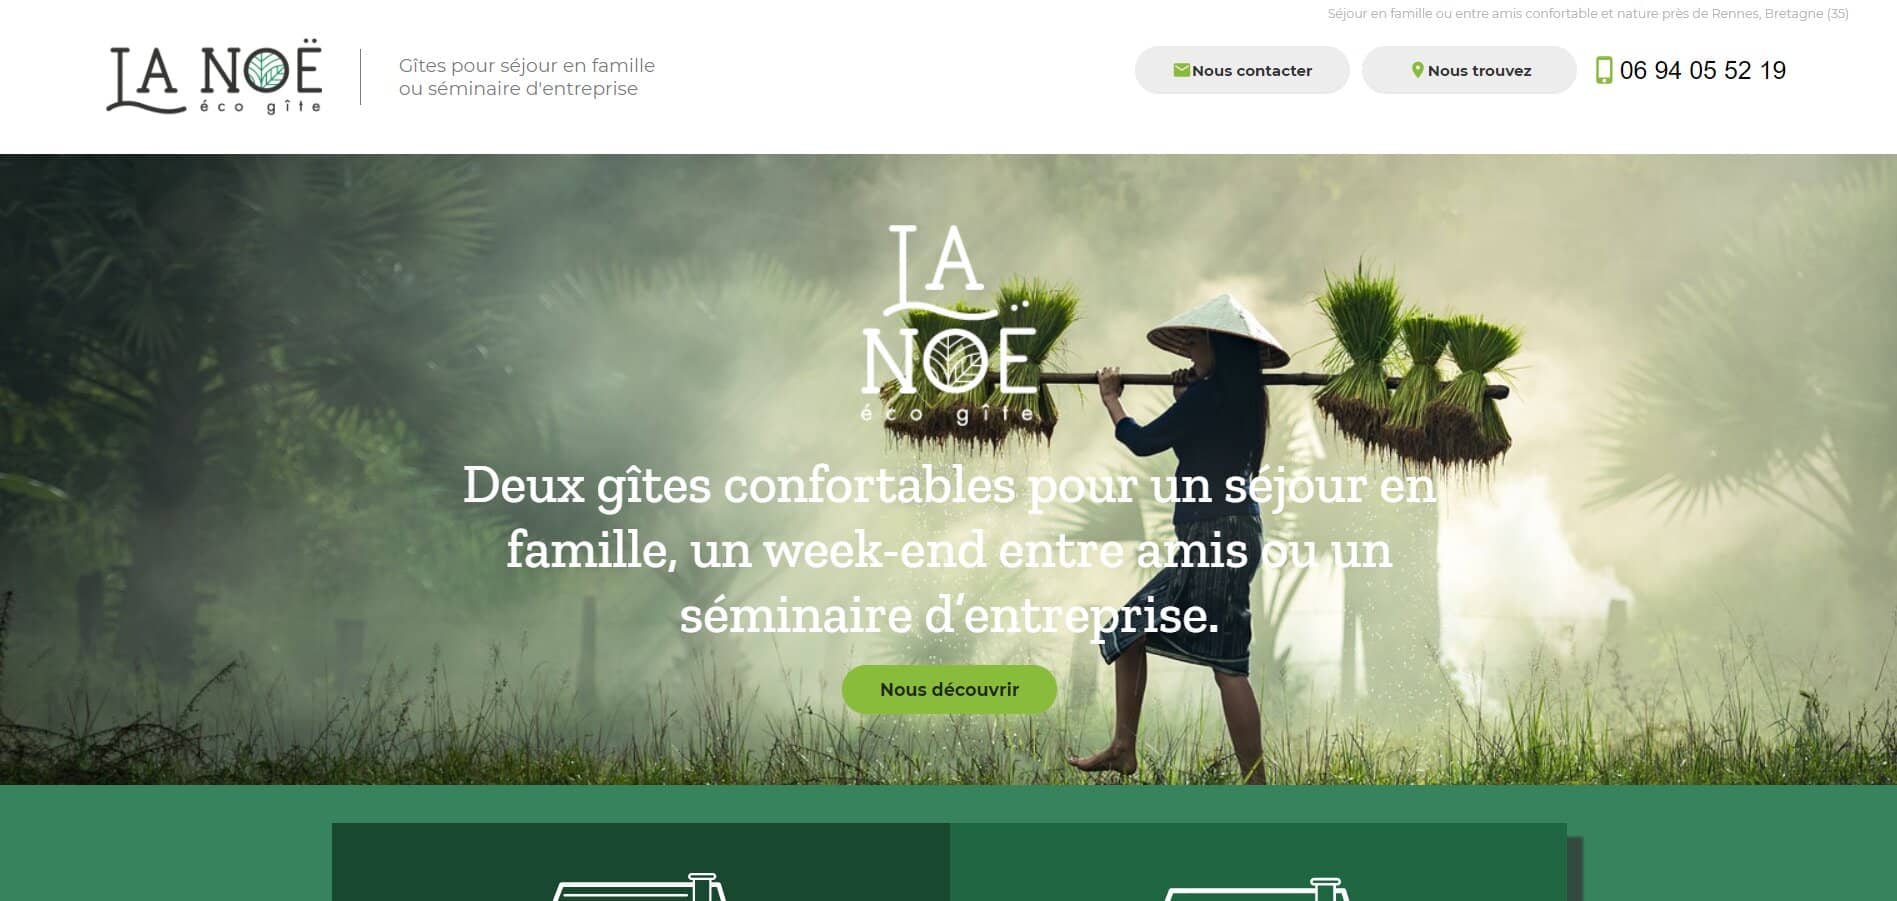 Séjour en famille ou entre amis confortable et nature près de Rennes, Bretagne (35)
LA NOË
éco gîte
Gîtes pour séjour en famille
ou séminaire d'entreprise
Nous contacter
Nous trouvez
06 94 05 52 19
LA
NOË
éco gîte
Deux gîtes confortables pour un séjour en
famille, un week-end entre amis ou un
séminaire d’entreprise.
Nous découvrir